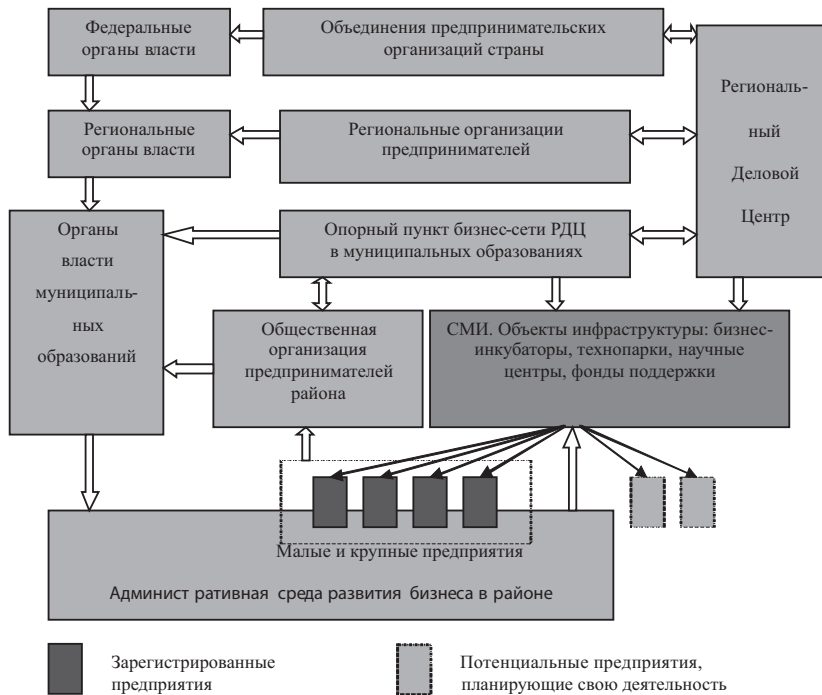 Федеральные
органы власти
Объединения предпринимательских
организаций страны
Региональ-
ный
Деловой
Центр
Региональные
органы власти
Региональные организации
предпринимателей
Органы
власти
муниципаль-
ных
образований
Опорный пункт бизнес-сети РДЦ
в муниципальных образованиях
Общественная
организация
предпринимателей
района
СМИ. Объекты инфраструктуры: бизнес-
инкубаторы, технопарки, научные
центры, фонды поддержки
Малые и крупные предприятия
Админист ративная среда развития бизнеса в районе
Зарегистрированные
предприятия
Потенциальные предприятия,
планирующие свою деятельность